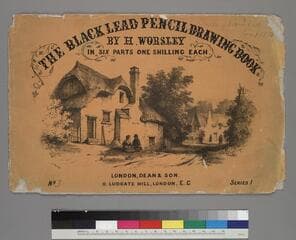 THE BLACK LEAD PENCIL DRAWING BOOK
BY H. WORSLEY
IN SIX PARTS ONE SHILLING EACH
LONDON, DEAN & SON.
LUDGATE HILL, LONDON, E.C
Nº
SERIES 1